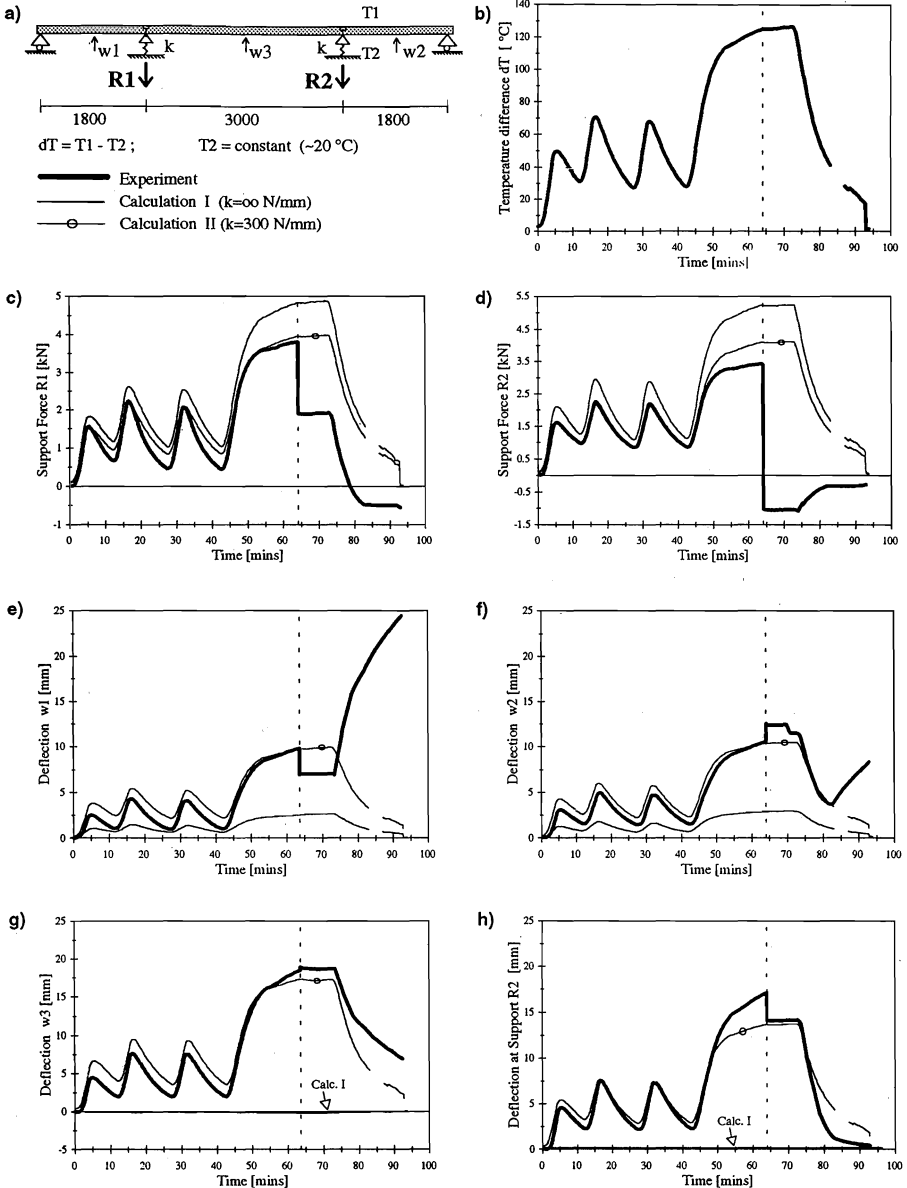 a)
T1
w1
k
w3
k
T2
w2
R1
R2
1800
3000
1800
dT = T1 - T2 ;
T2 = constant (~20 °C)
Experiment
Calculation I (k=oo N/mm)
Calculation II (k=300 N/mm)
b)
Temperature difference dT [ °C]
140
120
100
80
60
40
20
0
0 10 20 30 40 50 60 70 80 90 100
Time [mins]
c)
Support Force R1 [kN]
5
4
3
2
1
0
-1
0 10 20 30 40 50 60 70 80 90 100
Time [mins]
d)
Support Force R2 [kN]
5.5
4.5
3.5
2.5
1.5
0.5
-0.5
-1.5
0 10 20 30 40 50 60 70 80 90 100
Time [mins]
e)
Deflection w1 [mm]
25
20
15
10
5
0
0 10 20 30 40 50 60 70 80 90 100
Time [mins]
f)
Deflection w2 [mm]
25
20
15
10
5
0
0 10 20 30 40 50 60 70 80 90 100
Time [mins]
g)
Deflection w3 [mm]
25
20
15
10
5
0
-5
Calc. I
0 10 20 30 40 50 60 70 80 90 100
Time [mins]
h)
Deflection at Support R2 [mm]
25
20
15
10
5
0
Calc. I
0 10 20 30 40 50 60 70 80 90 100
Time [mins]